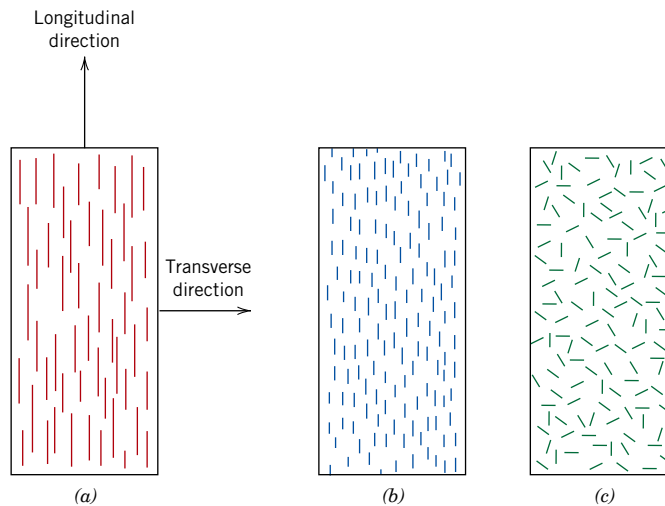 Longitudinal
direction
Transverse
direction
(a)
(b)
(c)